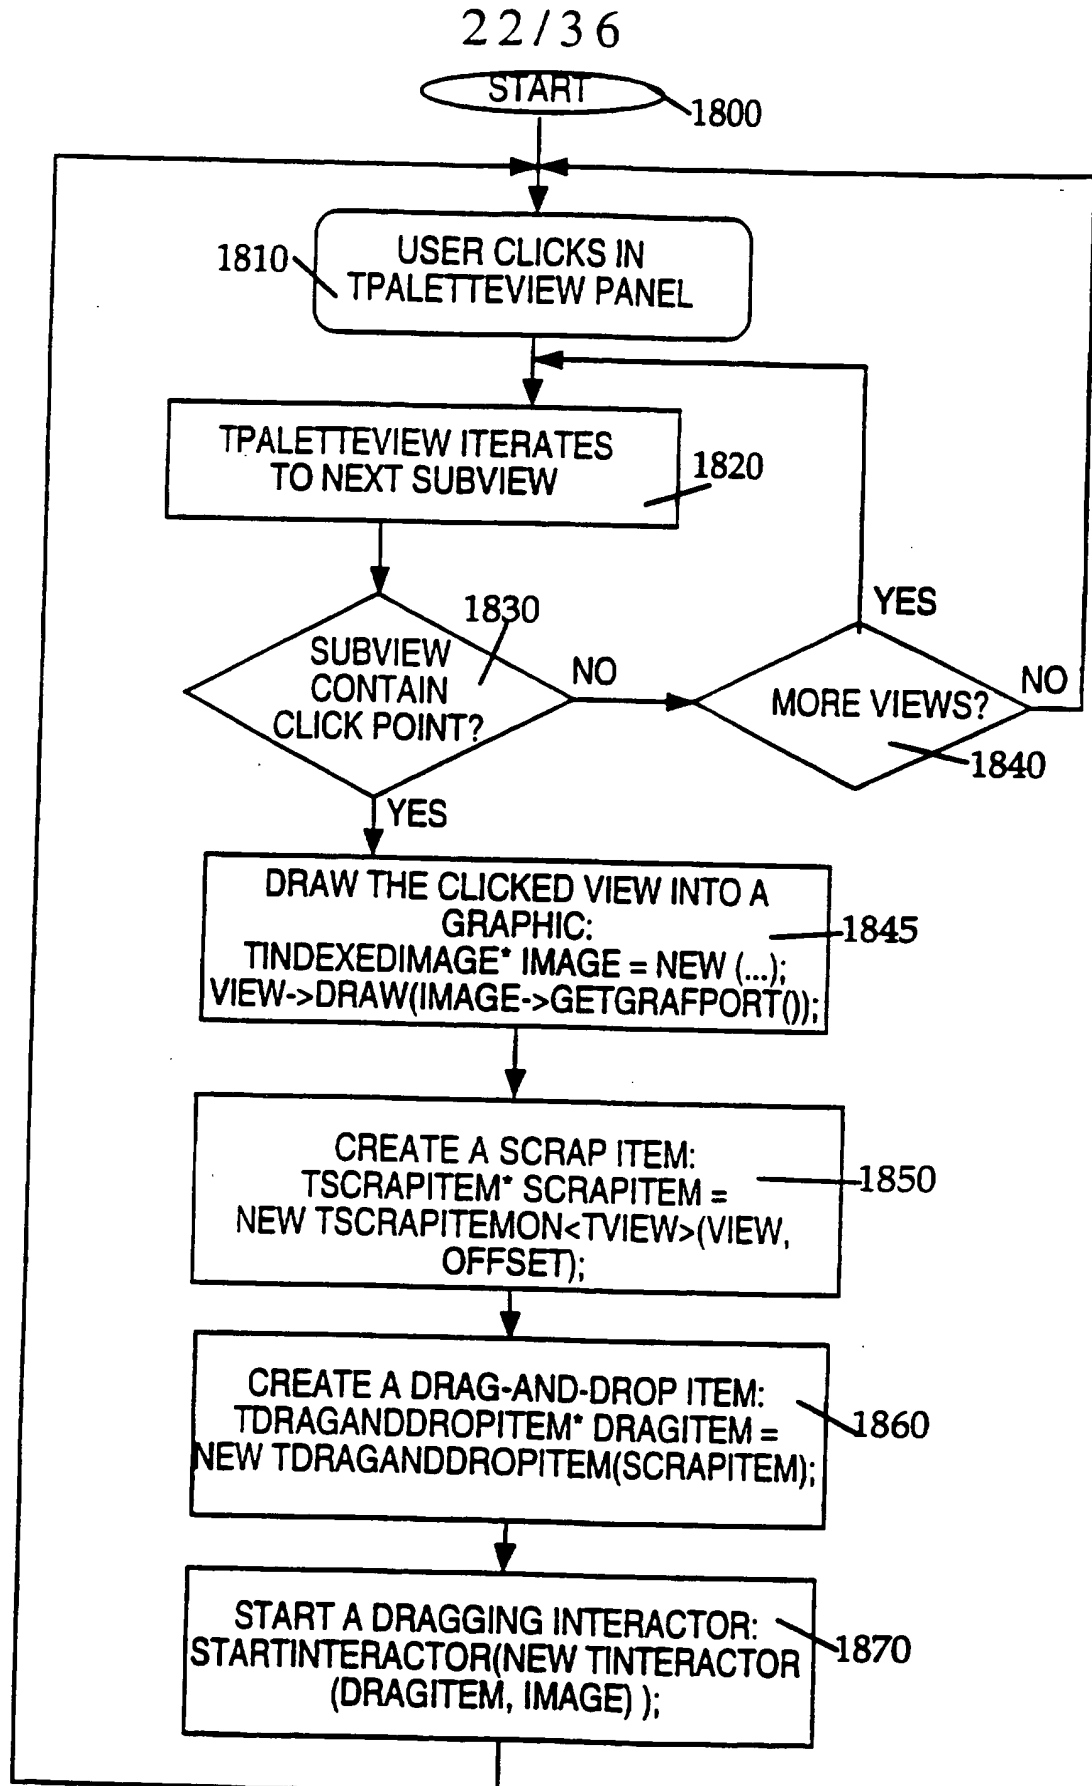 22/36
START
1800
1810
USER CLICKS IN
TPALETTEVIEW PANEL
TPALETTEVIEW ITERATES
TO NEXT SUBVIEW
1820
1830
SUBVIEW
CONTAIN
CLICK POINT?
NO
YES
MORE VIEWS?
NO
1840
YES
DRAW THE CLICKED VIEW INTO A
GRAPHIC:
TINDEXEDIMAGE* IMAGE = NEW (...);
VIEW->DRAW(IMAGE->GETGRAFPORT());
1845
CREATE A SCRAP ITEM:
TSCRAPITEM* SCRAPITEM =
NEW TSCRAPITEMON<TVIEW>(VIEW,
OFFSET);
1850
CREATE A DRAG-AND-DROP ITEM:
TDRAGANDDROPITEM* DRAGITEM =
NEW TDRAGANDDROPITEM(SCRAPITEM);
1860
START A DRAGGING INTERACTOR:
STARTINTERACTOR(NEW TINTERACTOR
(DRAGITEM, IMAGE) );
1870